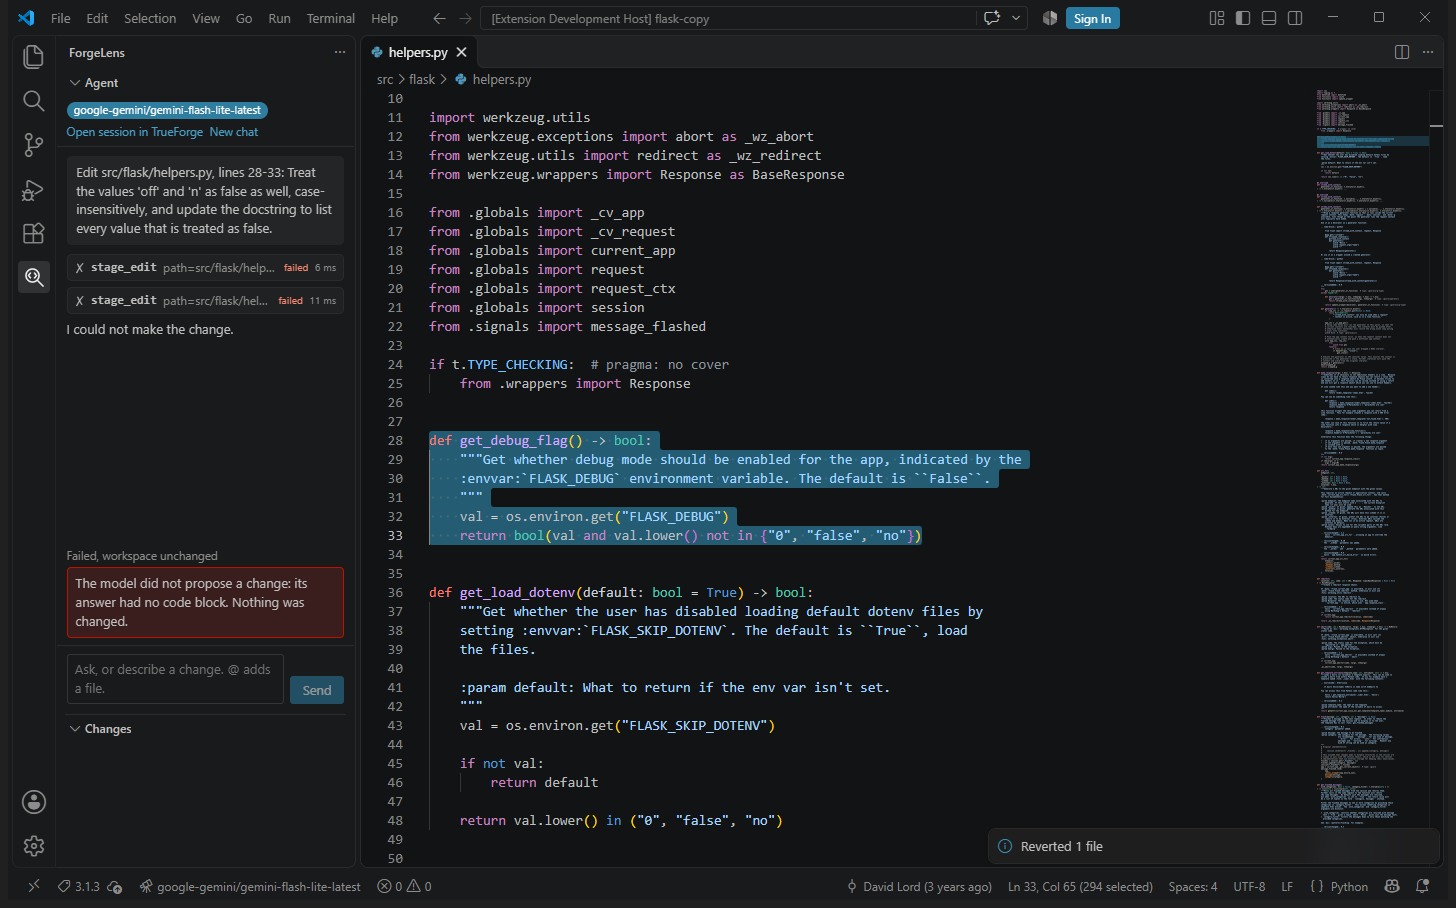 File Edit Selection View Go Run Terminal Help
[Extension Development Host] flask-copy
Sign In
ForgeLens
Agent
google-gemini/gemini-flash-lite-latest
Open session in TrueForge New chat
Edit src/flask/helpers.py, lines 28-33: Treat
the values 'off' and 'n' as false as well, case-
insensitively, and update the docstring to list
every value that is treated as false.
✗ stage_edit path=src/flask/help... failed 6 ms
✗ stage_edit path=src/flask/hel... failed 11 ms
I could not make the change.
Failed, workspace unchanged
The model did not propose a change: its
answer had no code block. Nothing was
changed.
Ask, or describe a change. @ adds
a file.
Send
Changes
helpers.py
src > flask > helpers.py
10
11 import werkzeug.utils
12 from werkzeug.exceptions import abort as _wz_abort
13 from werkzeug.utils import redirect as _wz_redirect
14 from werkzeug.wrappers import Response as BaseResponse
15
16 from .globals import _cv_app
17 from .globals import _cv_request
18 from .globals import current_app
19 from .globals import request
20 from .globals import request_ctx
21 from .globals import session
22 from .signals import message_flashed
23
24 if t.TYPE_CHECKING:  # pragma: no cover
25     from .wrappers import Response
26
27
28 def get_debug_flag() -> bool:
29     """Get whether debug mode should be enabled for the app, indicated by the
30     :envvar:`FLASK_DEBUG` environment variable. The default is ``False``.
31     """
32     val = os.environ.get("FLASK_DEBUG")
33     return bool(val and val.lower() not in {"0", "false", "no"})
34
35
36 def get_load_dotenv(default: bool = True) -> bool:
37     """Get whether the user has disabled loading default dotenv files by
38     setting :envvar:`FLASK_SKIP_DOTENV`. The default is ``True``, load
39     the files.
40
41     :param default: What to return if the env var isn't set.
42     """
43     val = os.environ.get("FLASK_SKIP_DOTENV")
44
45     if not val:
46         return default
47
48     return val.lower() in ("0", "false", "no")
49
50
Reverted 1 file
3.1.3 google-gemini/gemini-flash-lite-latest 0 0 David Lord (3 years ago) Ln 33, Col 65 (294 selected) Spaces: 4 UTF-8 LF { } Python